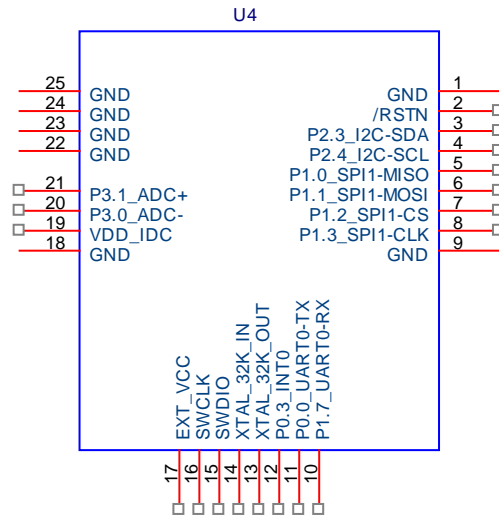 U4
25 GND
24 GND
23 GND
22 GND
21 P3.1_ADC+
20 P3.0_ADC-
19 VDD_IDC
18 GND
GND 1
/RSTN 2
P2.3_I2C-SDA 3
P2.4_I2C-SCL 4
P1.0_SPI1-MISO 5
P1.1_SPI1-MOSI 6
P1.2_SPI1-CS 7
P1.3_SPI1-CLK 8
GND 9
17 EXT_VCC
16 SWCLK
15 SWDIO
14 XTAL_32K_IN
13 XTAL_32K_OUT
12 P0.3_INT0
11 P0.0_UART0-TX
10 P1.7_UART0-RX